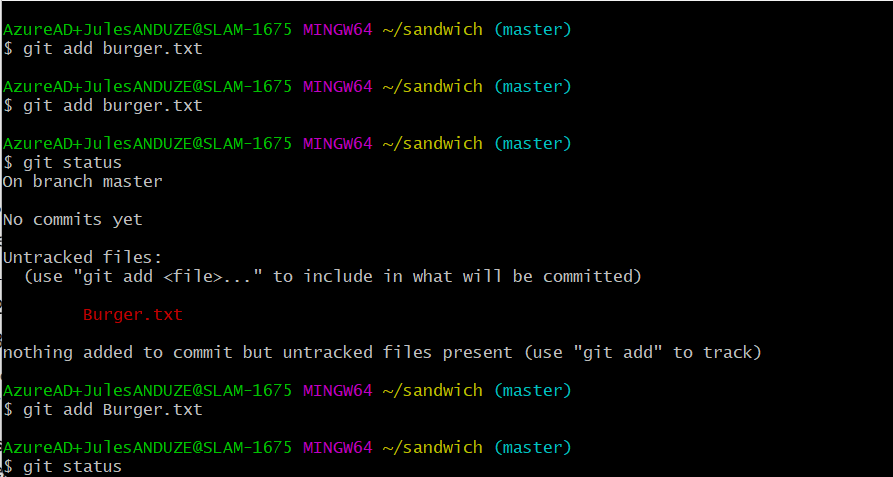 AzureAD+JulesANDUZE@SLAM-1675 MINGW64 ~/sandwich (master)
$ git add burger.txt
AzureAD+JulesANDUZE@SLAM-1675 MINGW64 ~/sandwich (master)
$ git add burger.txt
AzureAD+JulesANDUZE@SLAM-1675 MINGW64 ~/sandwich (master)
$ git status
On branch master
No commits yet
Untracked files:
(use "git add <file>..." to include in what will be committed)
Burger.txt
nothing added to commit but untracked files present (use "git add" to track)
AzureAD+JulesANDUZE@SLAM-1675 MINGW64 ~/sandwich (master)
$ git add Burger.txt
AzureAD+JulesANDUZE@SLAM-1675 MINGW64 ~/sandwich (master)
$ git status